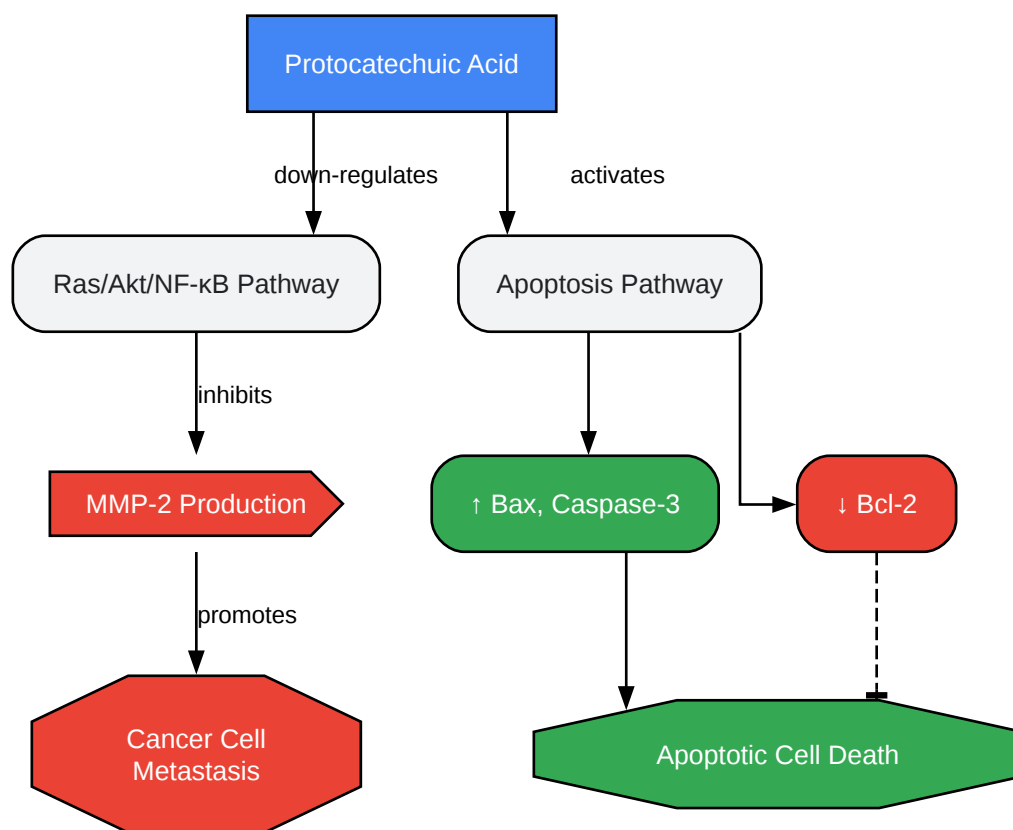 Protocatechuic Acid
down-regulates
activates
Ras/Akt/NF-κB Pathway
Apoptosis Pathway
inhibits
MMP-2 Production
↑ Bax, Caspase-3
↓ Bcl-2
promotes
Cancer Cell
Metastasis
Apoptotic Cell Death